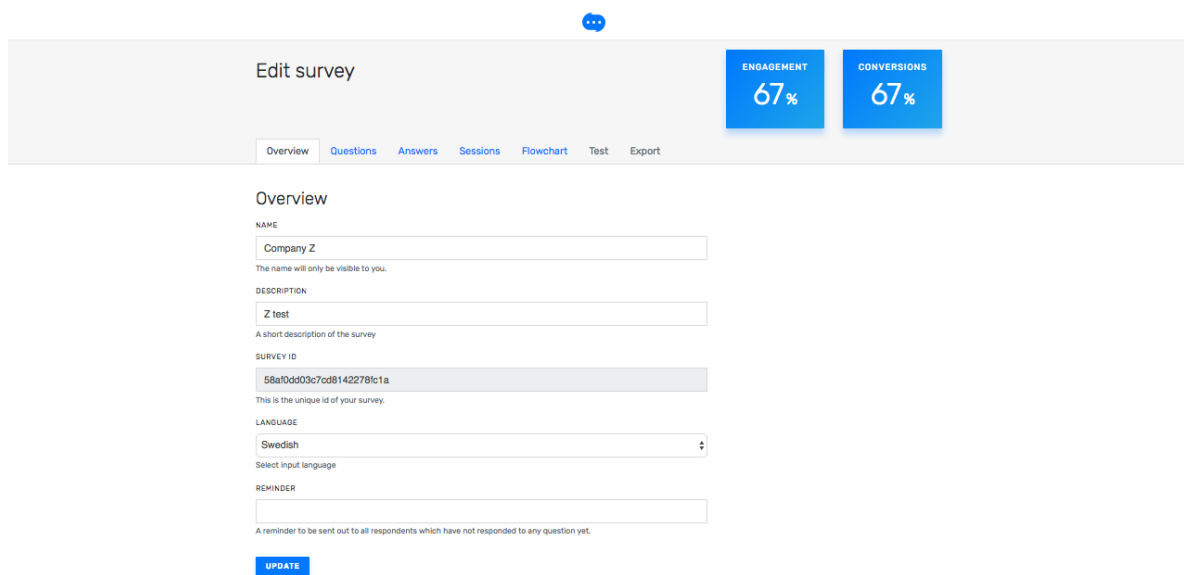 Edit survey
ENGAGEMENT
67%
CONVERSIONS
67%
Overview Questions Answers Sessions Flowchart Test Export
Overview
NAME
Company Z
The name will only be visible to you.
DESCRIPTION
Z test
A short description of the survey
SURVEY ID
58af0dd03c7cd8142278fc1a
This is the unique id of your survey.
LANGUAGE
Swedish
Select input language
REMINDER
A reminder to be sent out to all respondents which have not responded to any question yet.
UPDATE